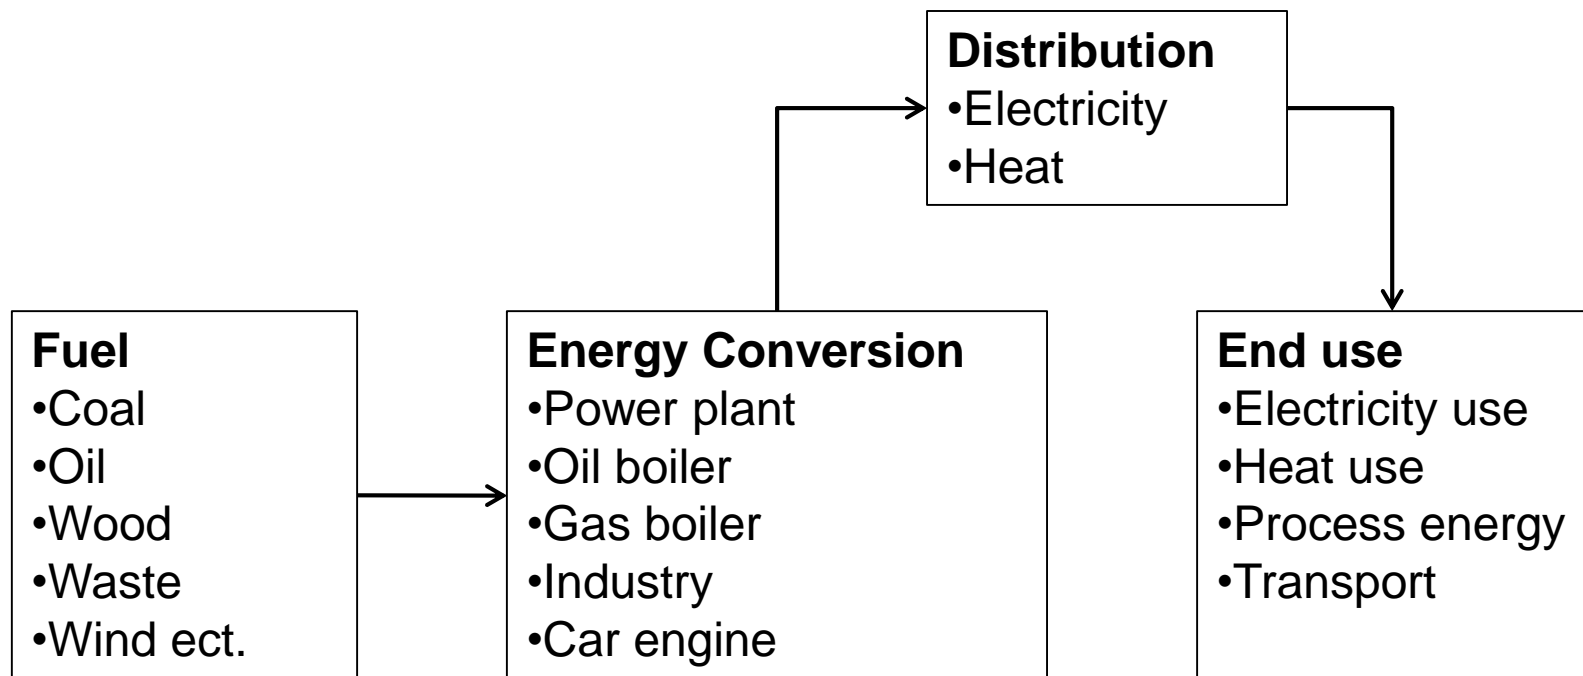 Distribution
•Electricity
•Heat
Fuel
•Coal
•Oil
•Wood
•Waste
•Wind ect.
Energy Conversion
•Power plant
•Oil boiler
•Gas boiler
•Industry
•Car engine
End use
•Electricity use
•Heat use
•Process energy
•Transport